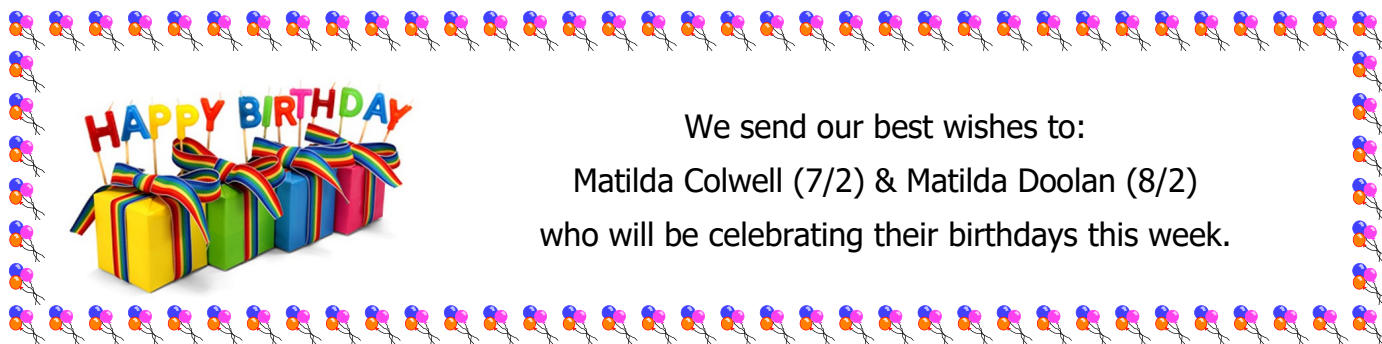 HAPPY BIRTHDAY
We send our best wishes to:
Matilda Colwell (7/2) & Matilda Doolan (8/2)
who will be celebrating their birthdays this week.